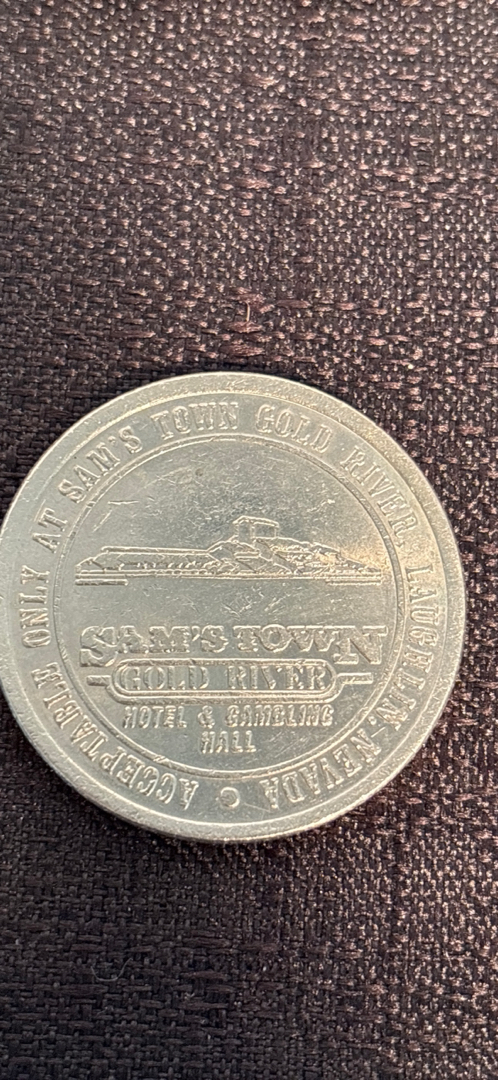 ACCEPTABLE ONLY AT SAM'S TOWN GOLD RIVER, LAUGHLIN, NEVADA C
SAM'S TOWN
GOLD RIVER
HOTEL & GAMBLING
HALL